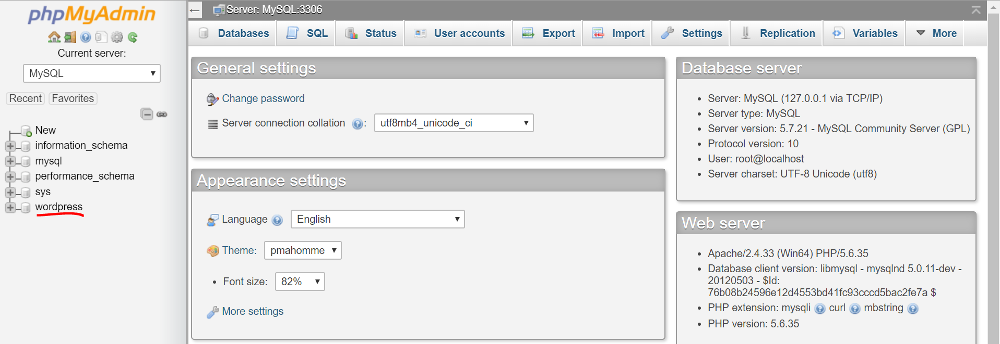 phpMyAdmin
Current server:
MySQL
Recent Favorites
New
information_schema
mysql
performance_schema
sys
wordpress
Server: MySQL:3306
Databases SQL Status User accounts Export Import Settings Replication Variables More
General settings
Change password
Server connection collation : utf8mb4_unicode_ci
Appearance settings
Language English
Theme: pmahomme
• Font size: 82%
More settings
Database server
• Server: MySQL (127.0.0.1 via TCP/IP)
• Server type: MySQL
• Server version: 5.7.21 - MySQL Community Server (GPL)
• Protocol version: 10
• User: root@localhost
• Server charset: UTF-8 Unicode (utf8)
Web server
• Apache/2.4.33 (Win64) PHP/5.6.35
• Database client version: libmysql - mysqlnd 5.0.11-dev -
20120503 - $Id:
76b08b24596e12d4553bd41fc93cccd5bac2fe7a $
• PHP extension: mysqli curl mbstring
• PHP version: 5.6.35